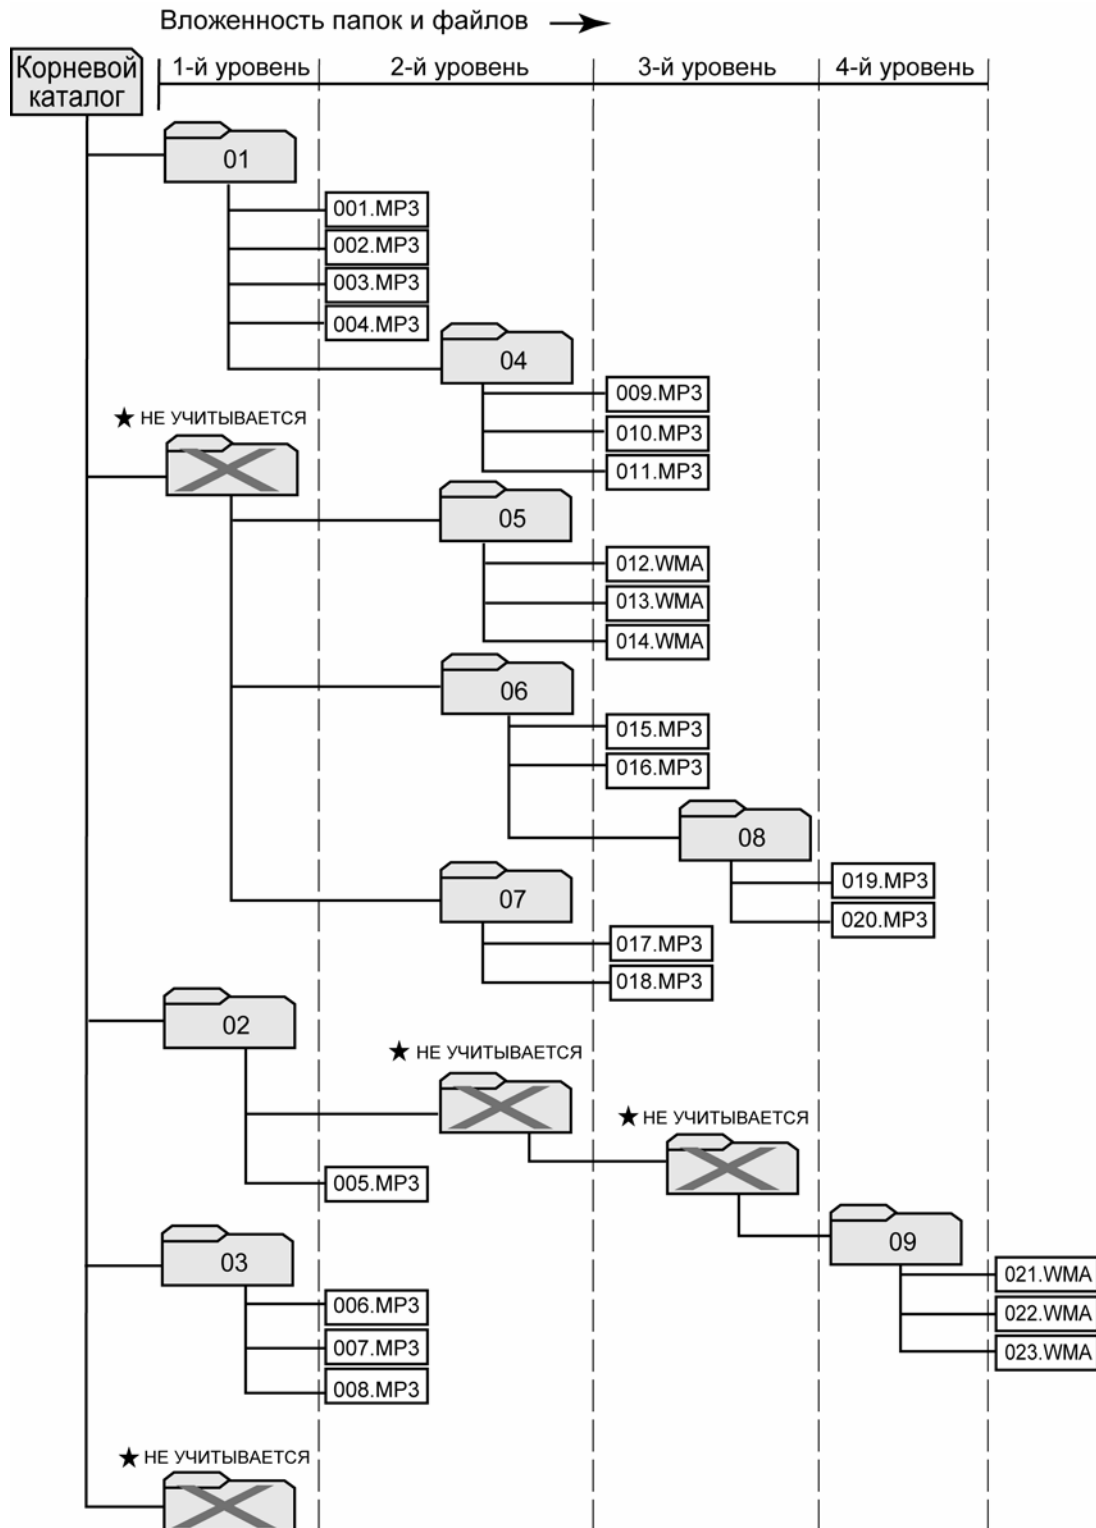 Вложенность папок и файлов
Корневой
каталог
1-й уровень
2-й уровень
3-й уровень
4-й уровень
01
001.MP3
002.MP3
003.MP3
004.MP3
04
009.MP3
010.MP3
011.MP3
★ НЕ УЧИТЫВАЕТСЯ
05
012.WMA
013.WMA
014.WMA
06
015.MP3
016.MP3
08
019.MP3
020.MP3
07
017.MP3
018.MP3
02
★ НЕ УЧИТЫВАЕТСЯ
★ НЕ УЧИТЫВАЕТСЯ
005.MP3
09
021.WMA
022.WMA
023.WMA
03
006.MP3
007.MP3
008.MP3
★ НЕ УЧИТЫВАЕТСЯ